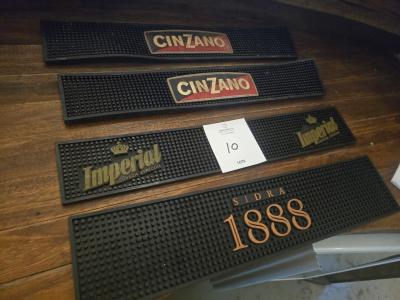 CINZANO
CINZANO
Imperial
Imperial
10
SIDRA
1888